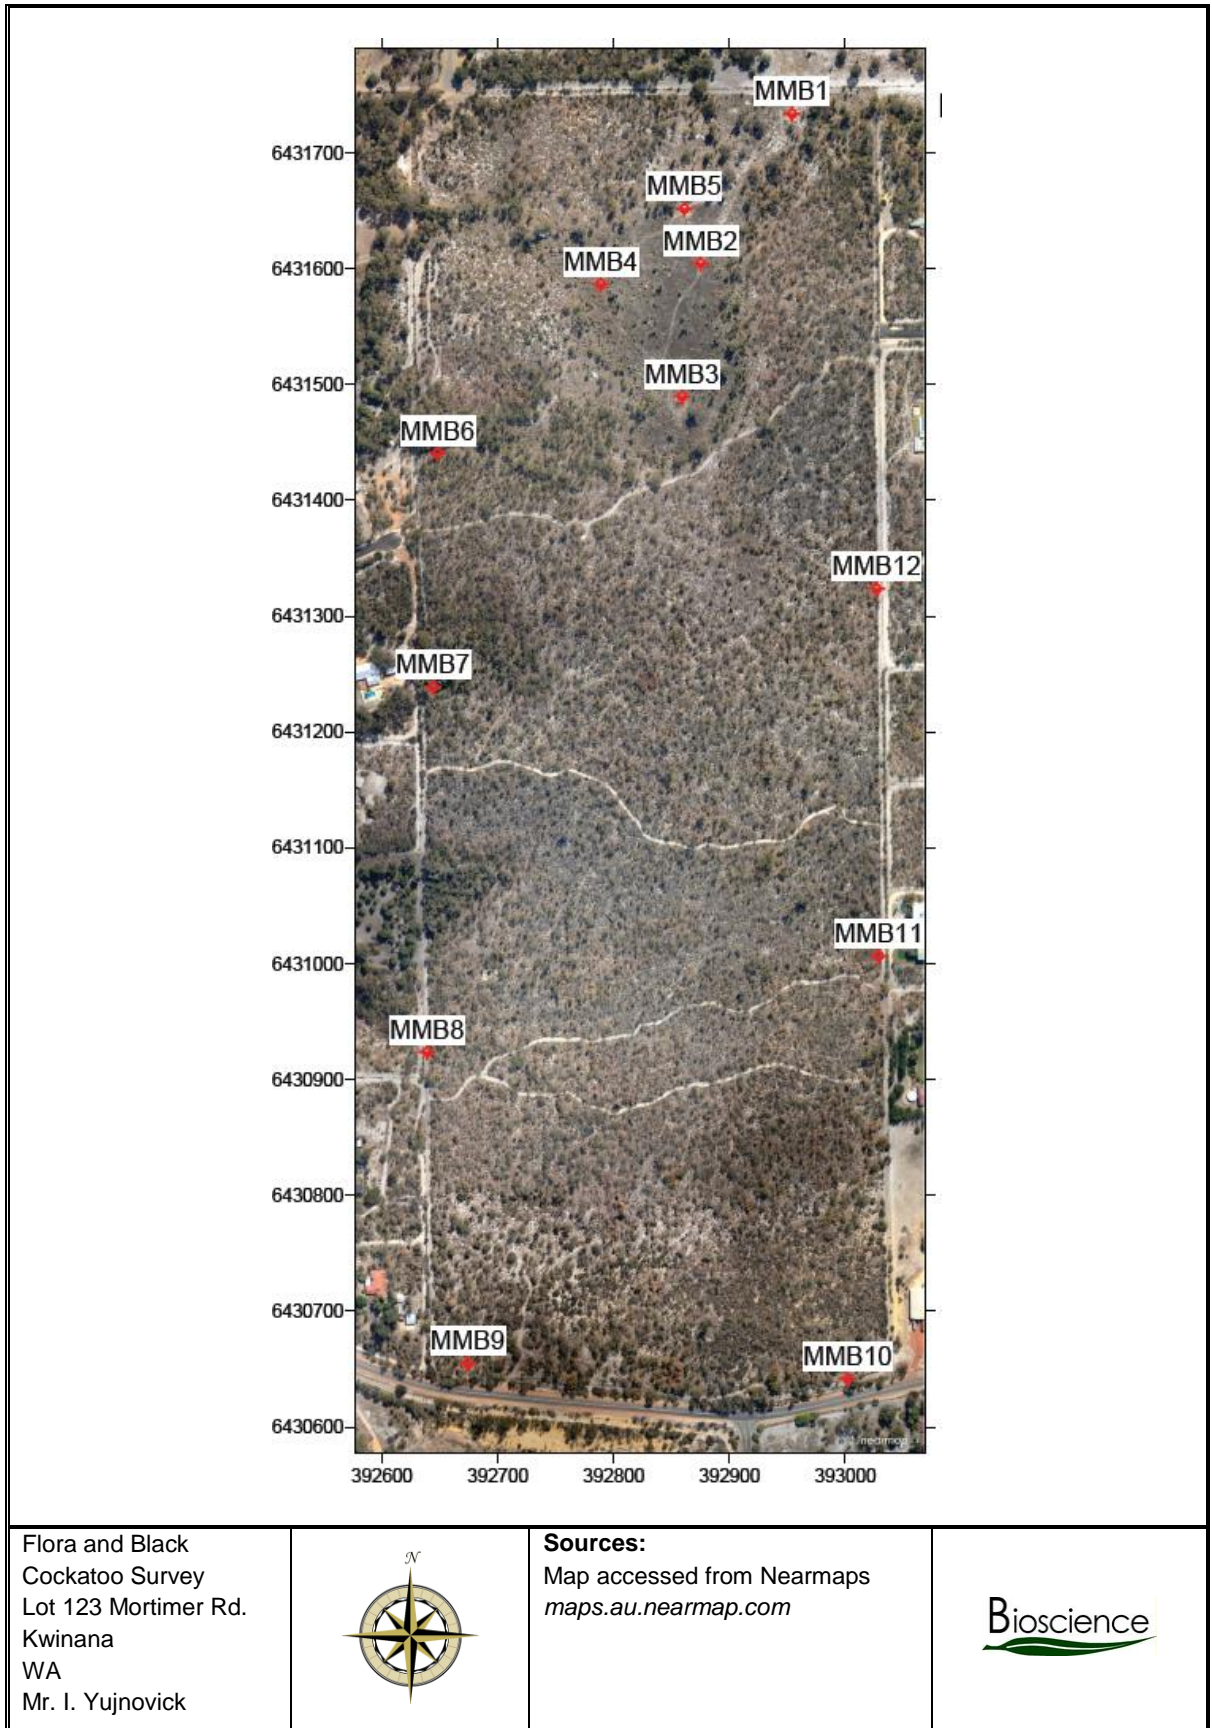 MMB1
6431700
MMB5
MMB2
MMB4
6431600
MMB3
6431500
MMB6
6431400
MMB12
6431300
MMB7
6431200
6431100
MMB11
6431000
MMB8
6430900
6430800
6430700
MMB9
MMB10
6430600
nearmap
392600 392700 392800 392900 393000
Flora and Black
Cockatoo Survey
Lot 123 Mortimer Rd.
Kwinana
WA
Mr. I. Yujnovick
N
Sources:
Map accessed from Nearmaps
maps.au.nearmap.com
Bioscience